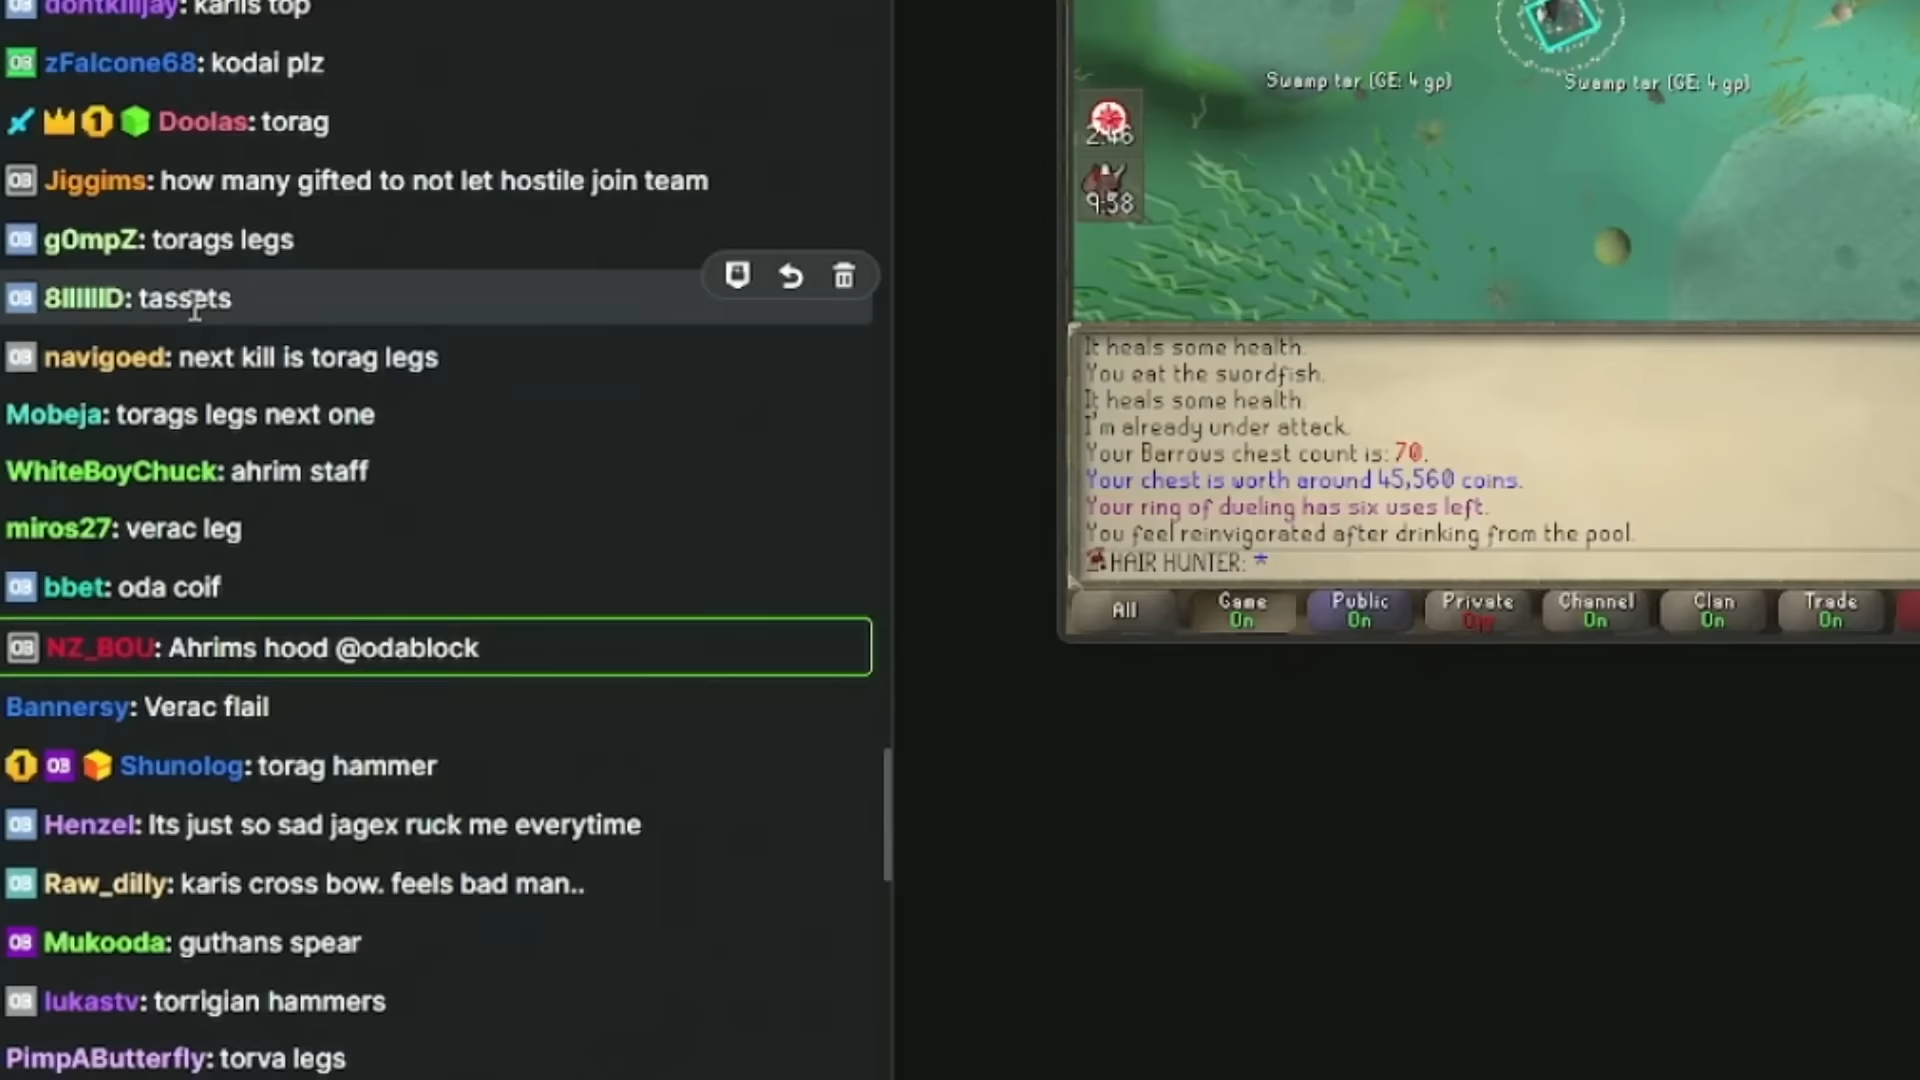 dontkilljay: karils top
zFalcone68: kodai plz
Doolas: torag
Jiggims: how many gifted to not let hostile join team
g0mpZ: torags legs
8IIIIIID: tassets
navigoed: next kill is torag legs
Mobeja: torags legs next one
WhiteBoyChuck: ahrim staff
miros27: verac leg
bbet: oda coif
NZ_BOU: Ahrims hood @odablock
Bannersy: Verac flail
Shunolog: torag hammer
Henzel: Its just so sad jagex ruck me everytime
Raw_dilly: karis cross bow. feels bad man..
Mukooda: guthans spear
lukastv: torrigian hammers
PimpAButterfly: torva legs
Swamp tar (GE: 4 gp)
Swamp tar (GE: 4 gp)
2:46
9:58
It heals some health.
You eat the swordfish.
It heals some health.
I'm already under attack.
Your Barrows chest count is: 70.
Your chest is worth around 45,560 coins.
Your ring of dueling has six uses left.
You feel reinvigorated after drinking from the pool.
HAIR HUNTER: *
All
Game On
Public On
Private Off
Channel On
Clan On
Trade On